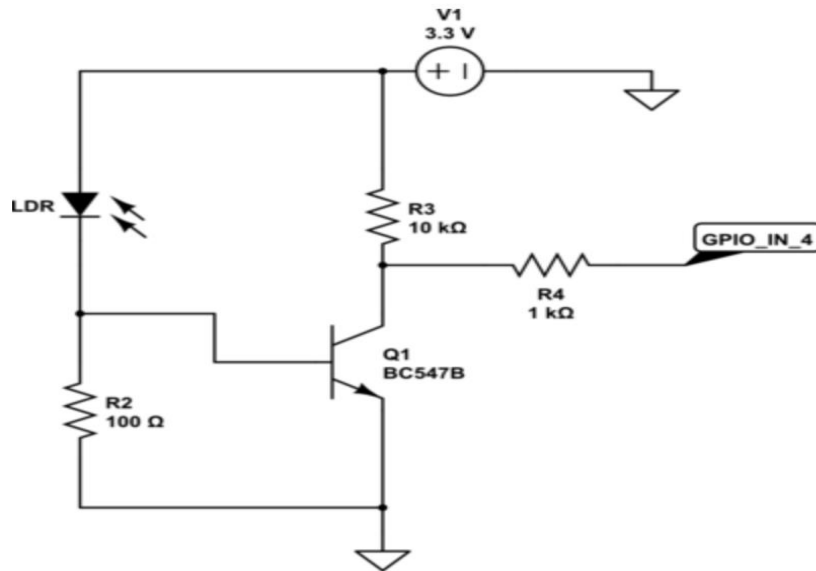 V1
3.3 V
LDR
R3
10 kΩ
GPIO_IN_4
R4
1 kΩ
Q1
BC547B
R2
100 Ω